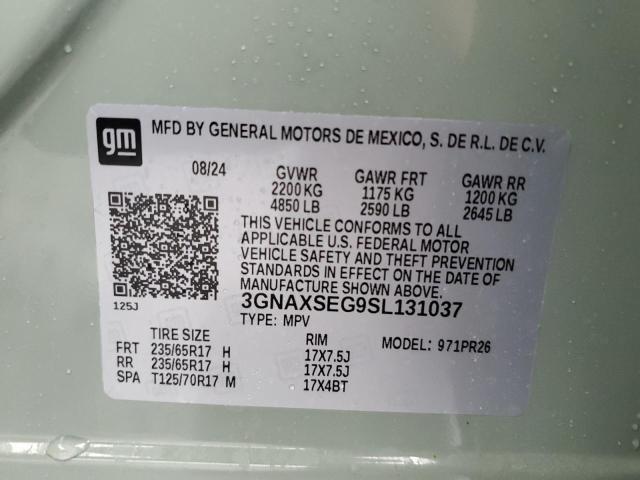 gm
MFD BY GENERAL MOTORS DE MEXICO, S. DE R.L. DE C.V.
08/24 GVWR GAWR FRT GAWR RR
2200 KG 1175 KG 1200 KG
4850 LB 2590 LB 2645 LB
THIS VEHICLE CONFORMS TO ALL
APPLICABLE U.S. FEDERAL MOTOR
VEHICLE SAFETY AND THEFT PREVENTION
STANDARDS IN EFFECT ON THE DATE OF
MANUFACTURE SHOWN ABOVE.
125J
3GNAXSEG9SL131037
TYPE: MPV
TIRE SIZE RIM MODEL: 971PR26
FRT 235/65R17 H 17X7.5J
RR 235/65R17 H 17X7.5J
SPA T125/70R17 M 17X4BT